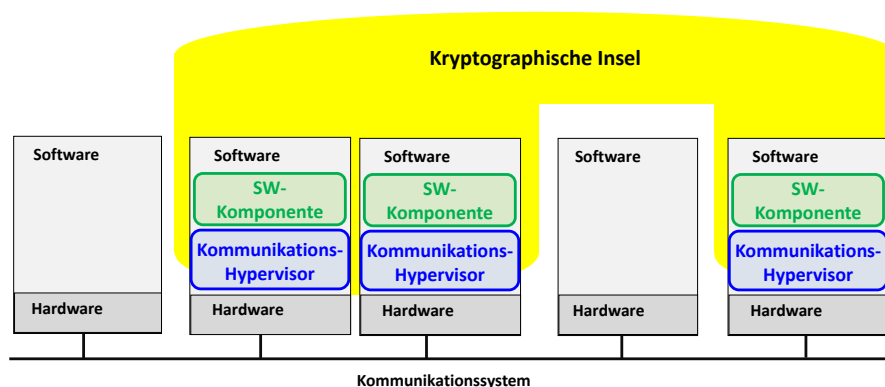 Kryptographische Insel
Software
Hardware
Software
SW-
Komponente
Kommunikations-
Hypervisor
Hardware
Software
SW-
Komponente
Kommunikations-
Hypervisor
Hardware
Software
Hardware
Software
SW-
Komponente
Kommunikations-
Hypervisor
Hardware
Kommunikationssystem